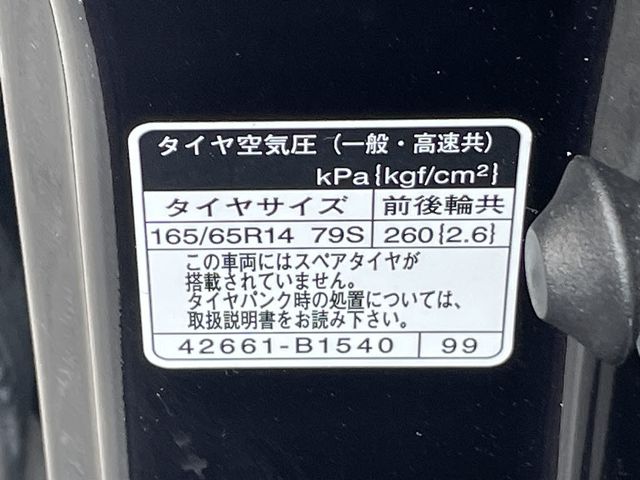 タイヤ空気圧（一般・高速共）
kPa{kgf/cm²}
タイヤサイズ 前後輪共
165/65R14 79S 260{2.6}
この車両にはスペアタイヤが
搭載されていません。
タイヤパンク時の処置については、
取扱説明書をお読み下さい。
42661-B1540 99